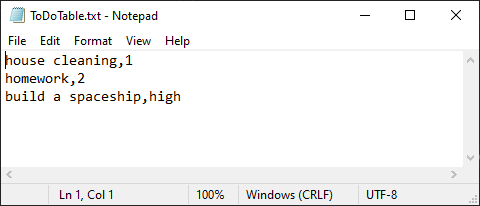 ToDoTable.txt - Notepad
File Edit Format View Help
house cleaning,1
homework,2
build a spaceship,high
Ln 1, Col 1 100% Windows (CRLF) UTF-8